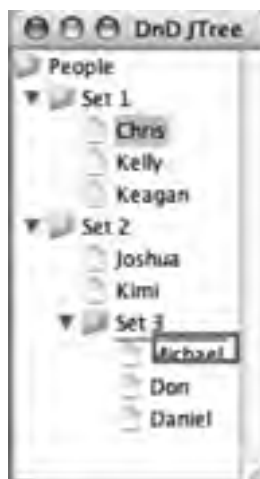 DnD JTree
People
Set 1
Chris
Kelly
Keagan
Set 2
Joshua
Kimi
Set 3
Michael
Don
Daniel